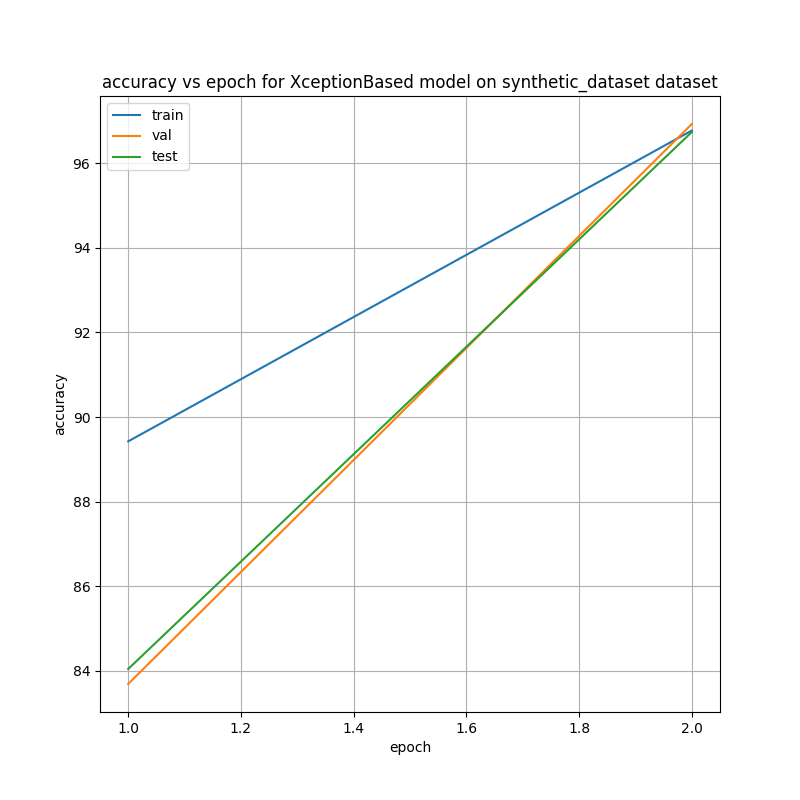 accuracy vs epoch for XceptionBased model on synthetic_dataset dataset
train
val
test
96
94
92
90
88
86
84
accuracy
1.0 1.2 1.4 1.6 1.8 2.0
epoch